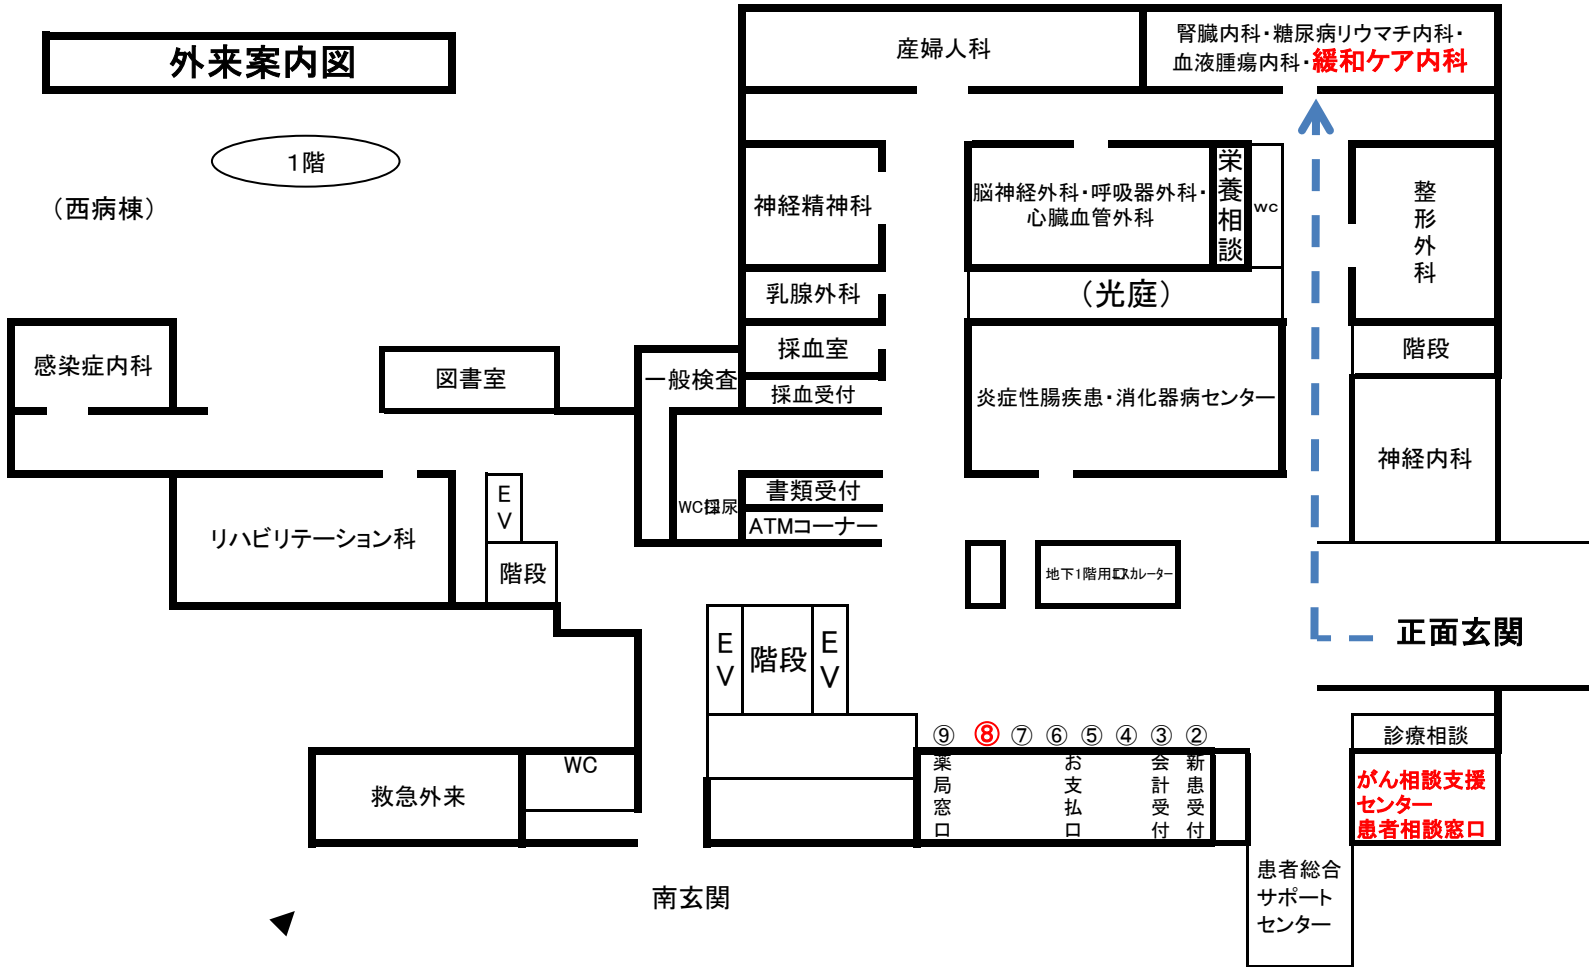 外来案内図
1階
（西病棟）
産婦人科
腎臓内科・糖尿病リウマチ内科・
血液腫瘍内科・緩和ケア内科
神経精神科
脳神経外科・呼吸器外科・
心臓血管外科
栄養相談
WC
整形外科
乳腺外科
（光庭）
採血室
階段
感染症内科
図書室
一般検査
採血受付
炎症性腸疾患・消化器病センター
神経内科
書類受付
WC採尿
ATMコーナー
リハビリテーション科
EV
階段
地下1階用エスカレーター
正面玄関
EV
階段
EV
⑨
⑧
⑦
⑥
⑤
④
③
②
薬局窓口
お支払口
会計受付
新患受付
診療相談
WC
救急外来
がん相談支援
センター
患者相談窓口
患者総合
サポート
センター
南玄関